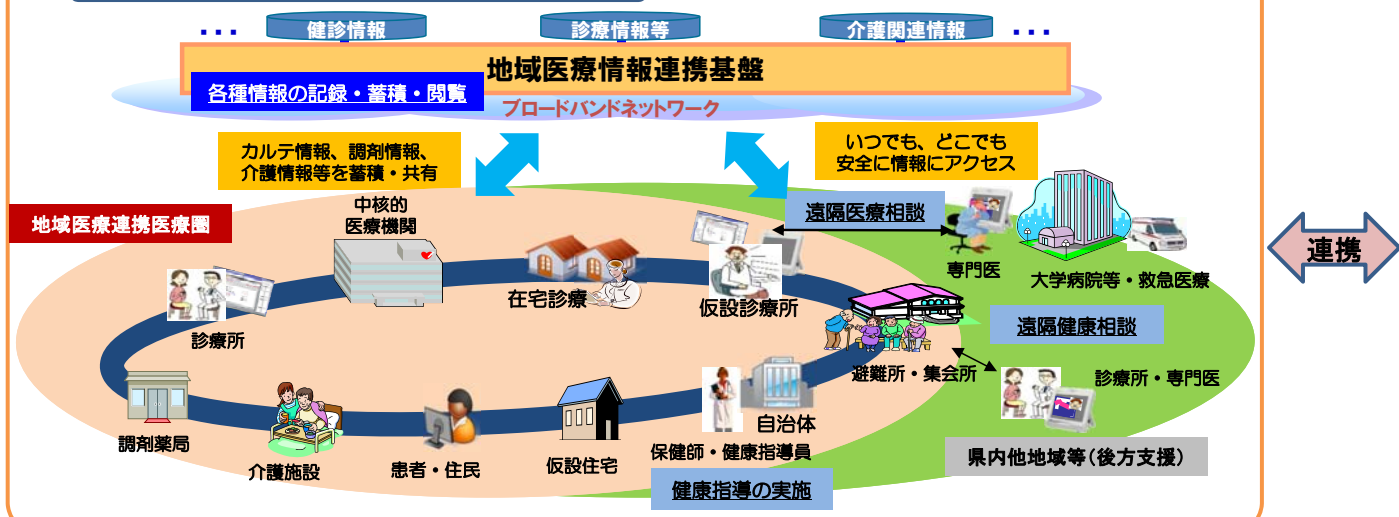 ・・・
健診情報
診療情報等
介護関連情報
・・・
地域医療情報連携基盤
各種情報の記録・蓄積・閲覧
ブロードバンドネットワーク
カルテ情報、調剤情報、
介護情報等を蓄積・共有
いつでも、どこでも
安全に情報にアクセス
地域医療連携医療圏
中核的
医療機関
遠隔医療相談
連携
専門医
大学病院等・救急医療
在宅診療
仮設診療所
診療所
遠隔健康相談
避難所・集会所
診療所・専門医
調剤薬局
介護施設
患者・住民
仮設住宅
自治体
保健師・健康指導員
県内他地域等(後方支援)
健康指導の実施